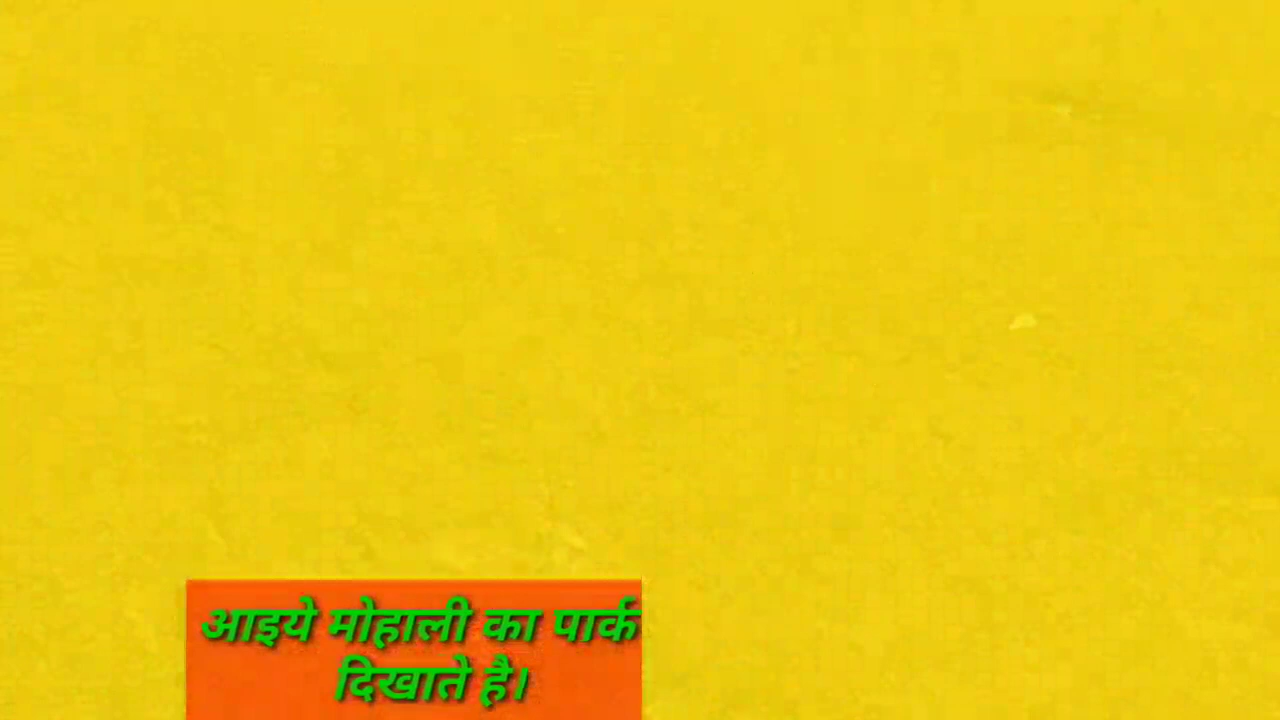 आइये मोहाली का पार्क
दिखाते है।